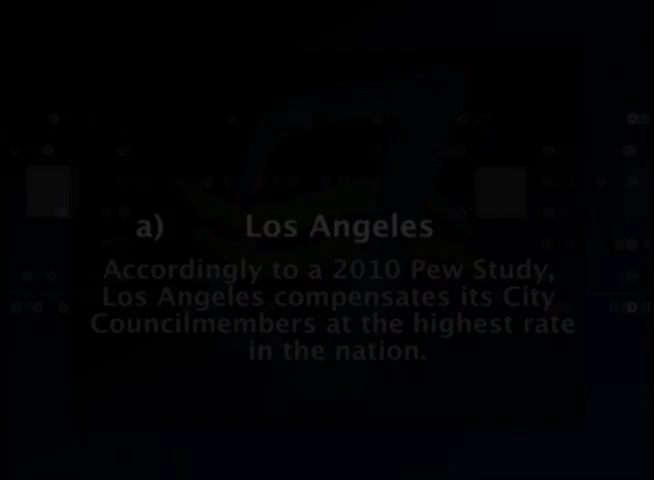 a) Los Angeles
Accordingly to a 2010 Pew Study,
Los Angeles compensates its City
Councilmembers at the highest rate
in the nation.